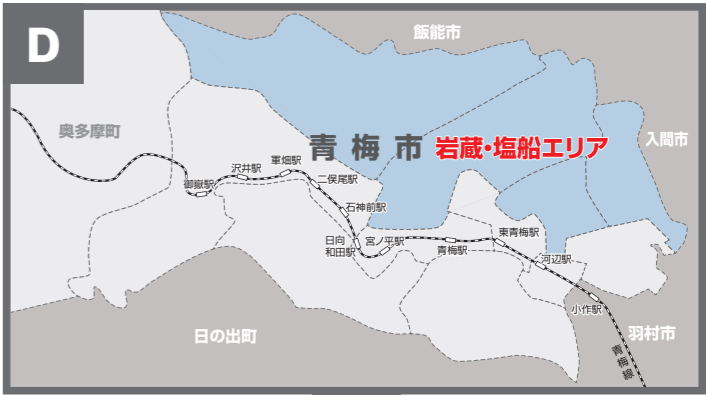 D
飯能市
奥多摩町
入間市
青梅市 岩蔵・塩船エリア
御嶽駅
沢井駅
軍畑駅
二俣尾駅
石神前駅
日向
和田駅
宮ノ平駅
青梅駅
東青梅駅
河辺駅
小作駅
日の出町
羽村市
青梅線